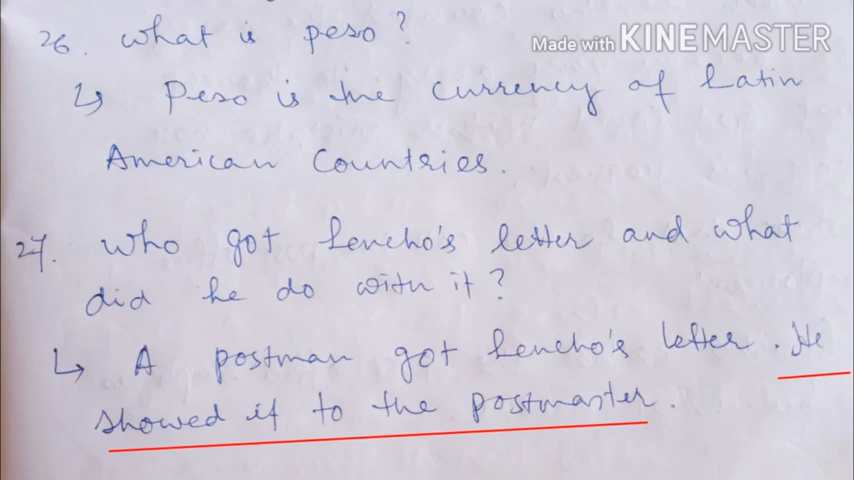 26. What is peso?
Made with KINEMASTER
↳ Peso is the currency of Latin
American Countries.
27. Who got Lencho's letter and what
did he do with it?
↳ A postman got Lencho's letter. He
showed it to the postmaster.